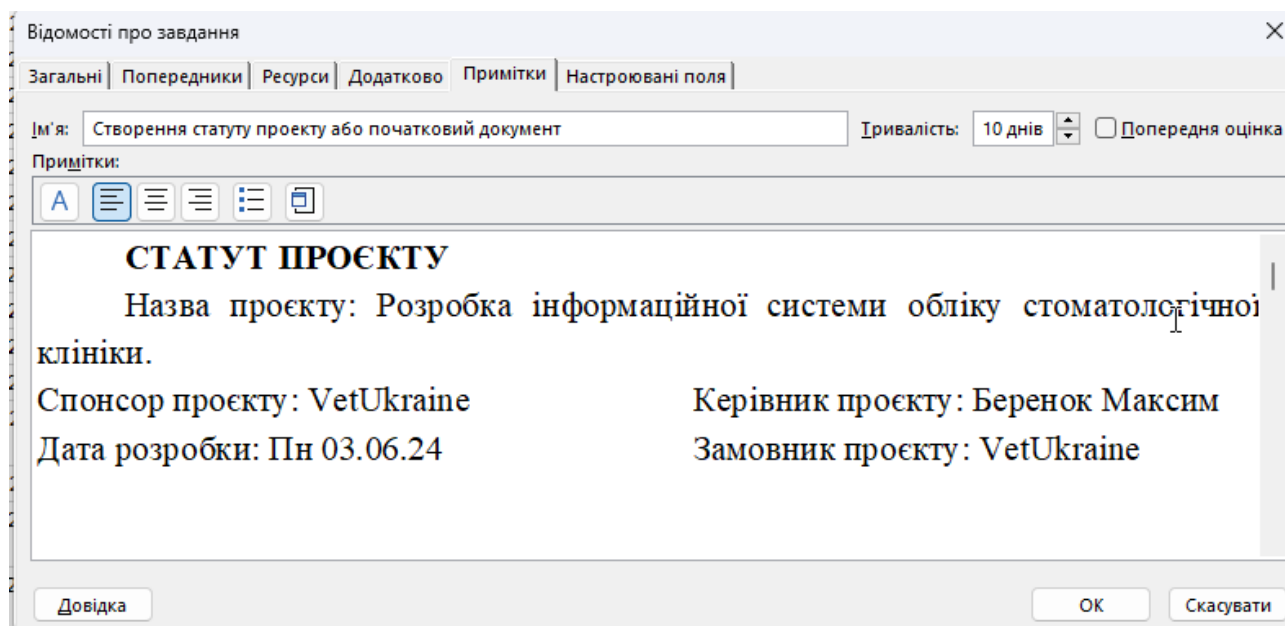 Відомості про завдання
Загальні Попередники Ресурси Додатково Примітки Настроювані поля
Ім'я: Створення статуту проекту або початковий документ Тривалість: 10 днів Попередня оцінка
Примітки:
СТАТУТ ПРОЄКТУ
Назва проєкту: Розробка інформаційної системи обліку стоматологічної
клініки.
Спонсор проєкту: VetUkraine Керівник проєкту: Беренок Максим
Дата розробки: Пн 03.06.24 Замовник проєкту: VetUkraine
Довідка ОК Скасувати